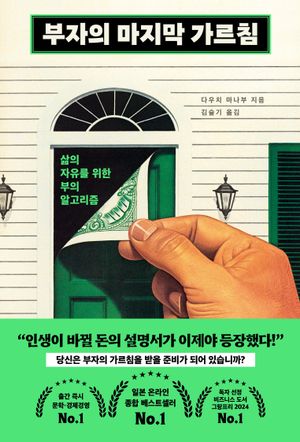 부자의 마지막 가르침
다우치 마나부 지음
김슬기 옮김
삶의
자유를 위한
부의
알고리즘
“인생이 바뀔 돈의 설명서가 이제야 등장했다!”
당신은 부자의 가르침을 받을 준비가 되어 있습니까?
출간 즉시
문학·경제경영
No.1
일본 온라인
종합 베스트셀러
No.1
독자 선정
비즈니스 도서
그랑프리 2024
No.1